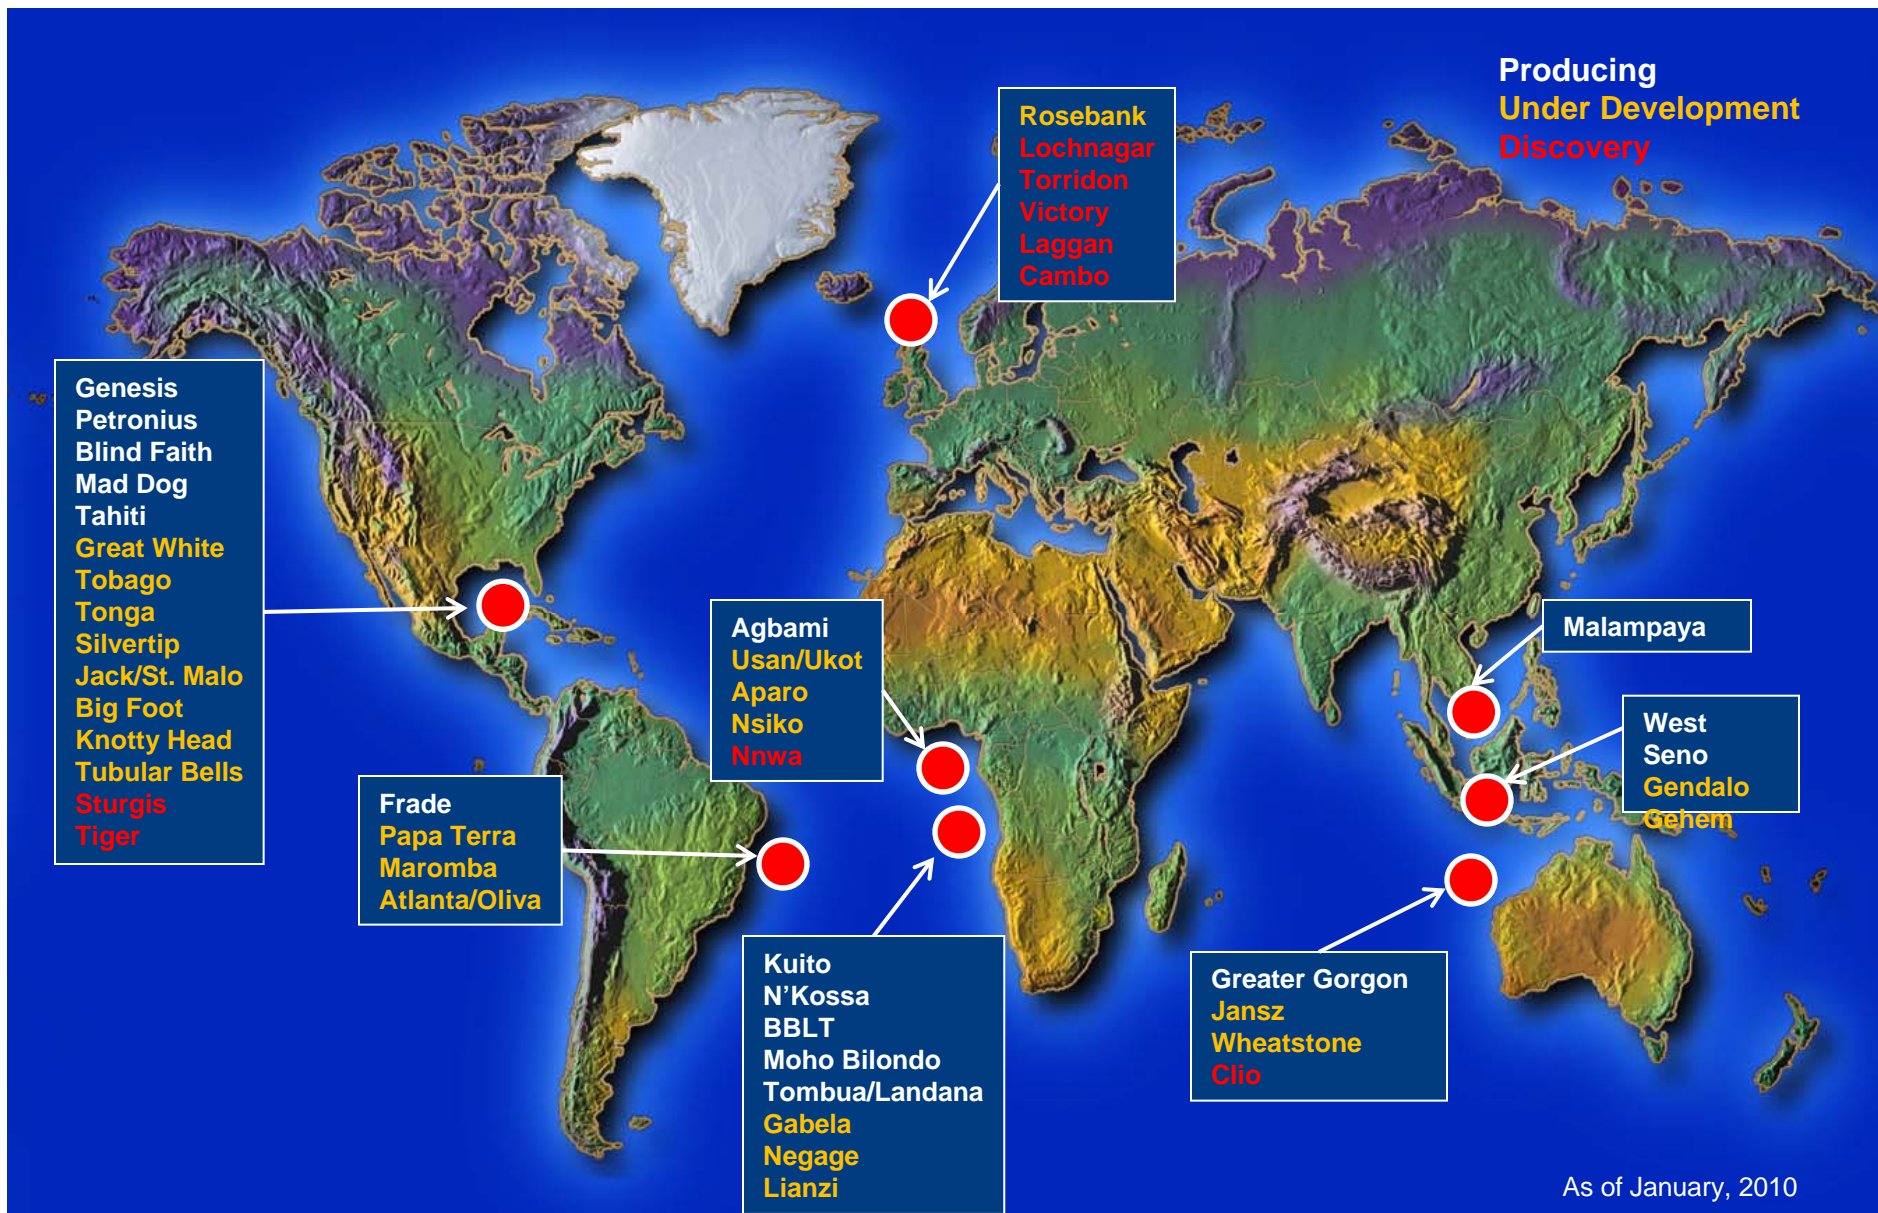 Producing
Under Development
Discovery
Rosebank
Lochnagar
Torridon
Victory
Laggan
Cambo
Genesis
Petronius
Blind Faith
Mad Dog
Tahiti
Great White
Tobago
Tonga
Silvertip
Jack/St. Malo
Big Foot
Knotty Head
Tubular Bells
Sturgis
Tiger
Frade
Papa Terra
Maromba
Atlanta/Oliva
Agbami
Usan/Ukot
Aparo
Nsiko
Nnwa
Kuito
N’Kossa
BBLT
Moho Bilondo
Tombua/Landana
Gabela
Negage
Lianzi
Malampaya
West
Seno
Gendalo
Gehem
Greater Gorgon
Jansz
Wheatstone
Clio
As of January, 2010